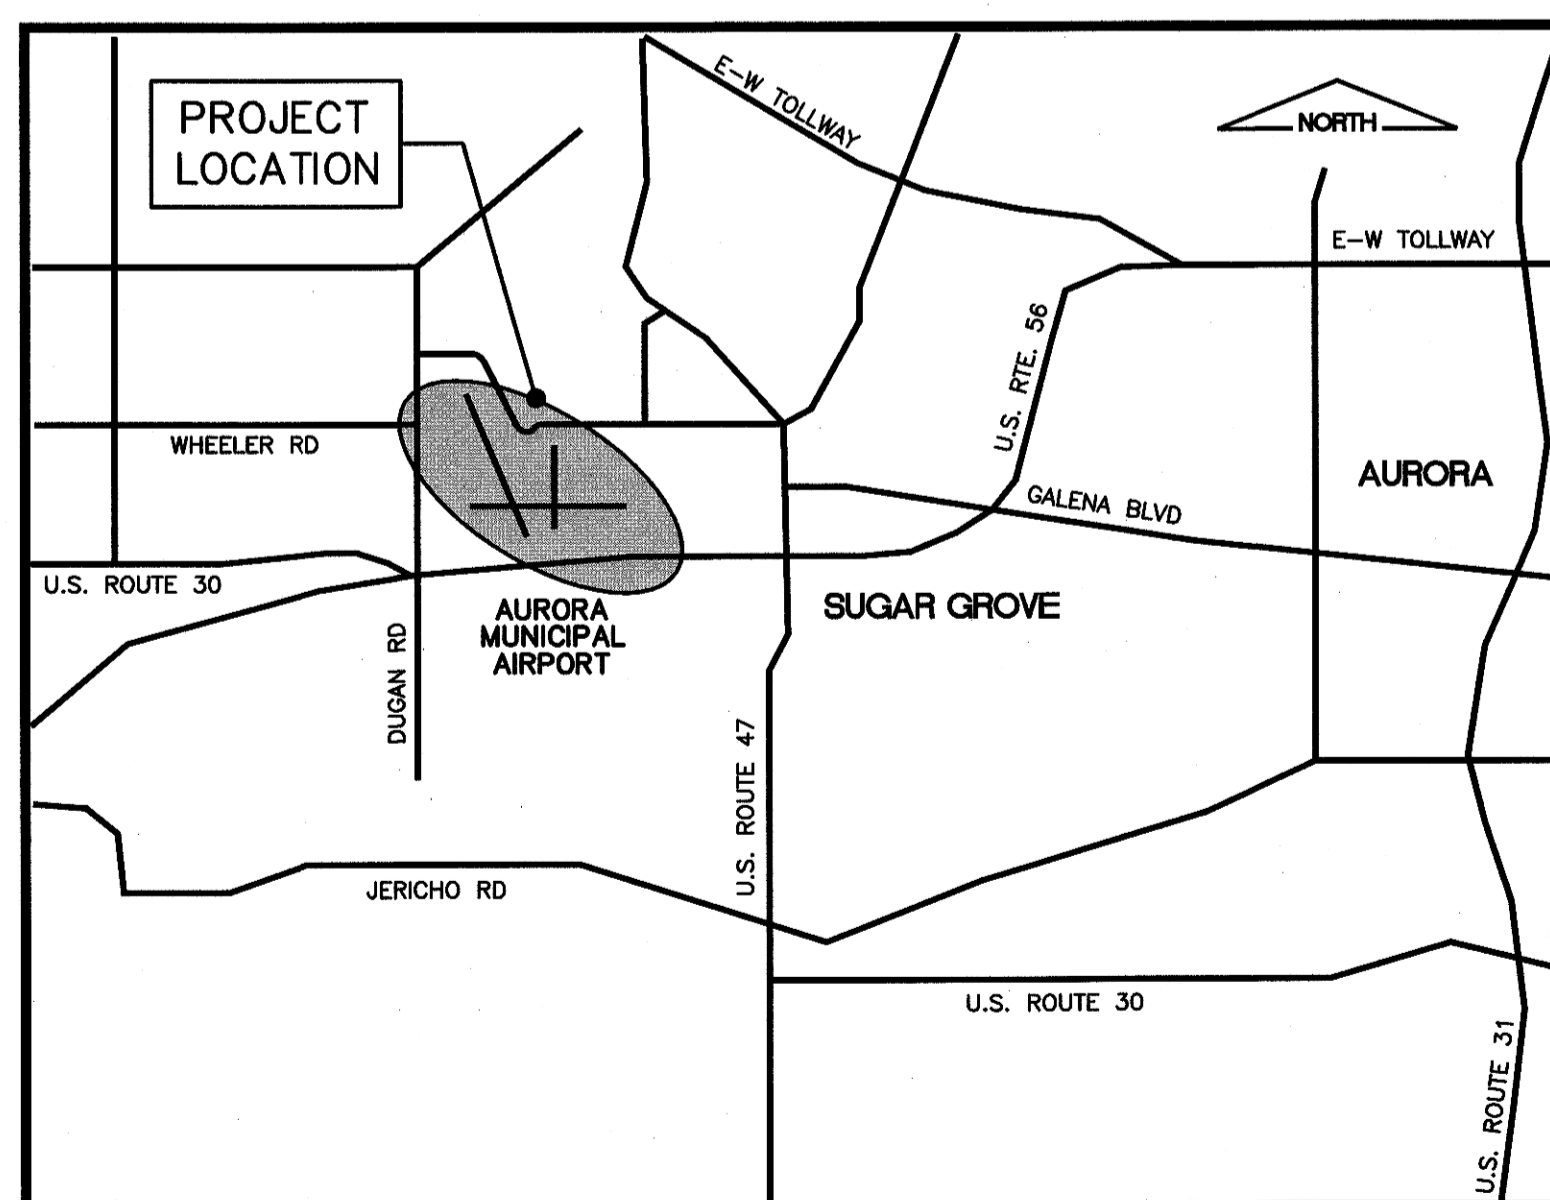 E-W TOLLWAY
PROJECT
LOCATION
NORTH
E-W TOLLWAY
U.S. RTE. 56
WHEELER RD
AURORA
GALENA BLVD
U.S. ROUTE 30
AURORA
MUNICIPAL
AIRPORT
SUGAR GROVE
DUGAN RD
U.S. ROUTE 47
JERICHO RD
U.S. ROUTE 30
U.S. ROUTE 31